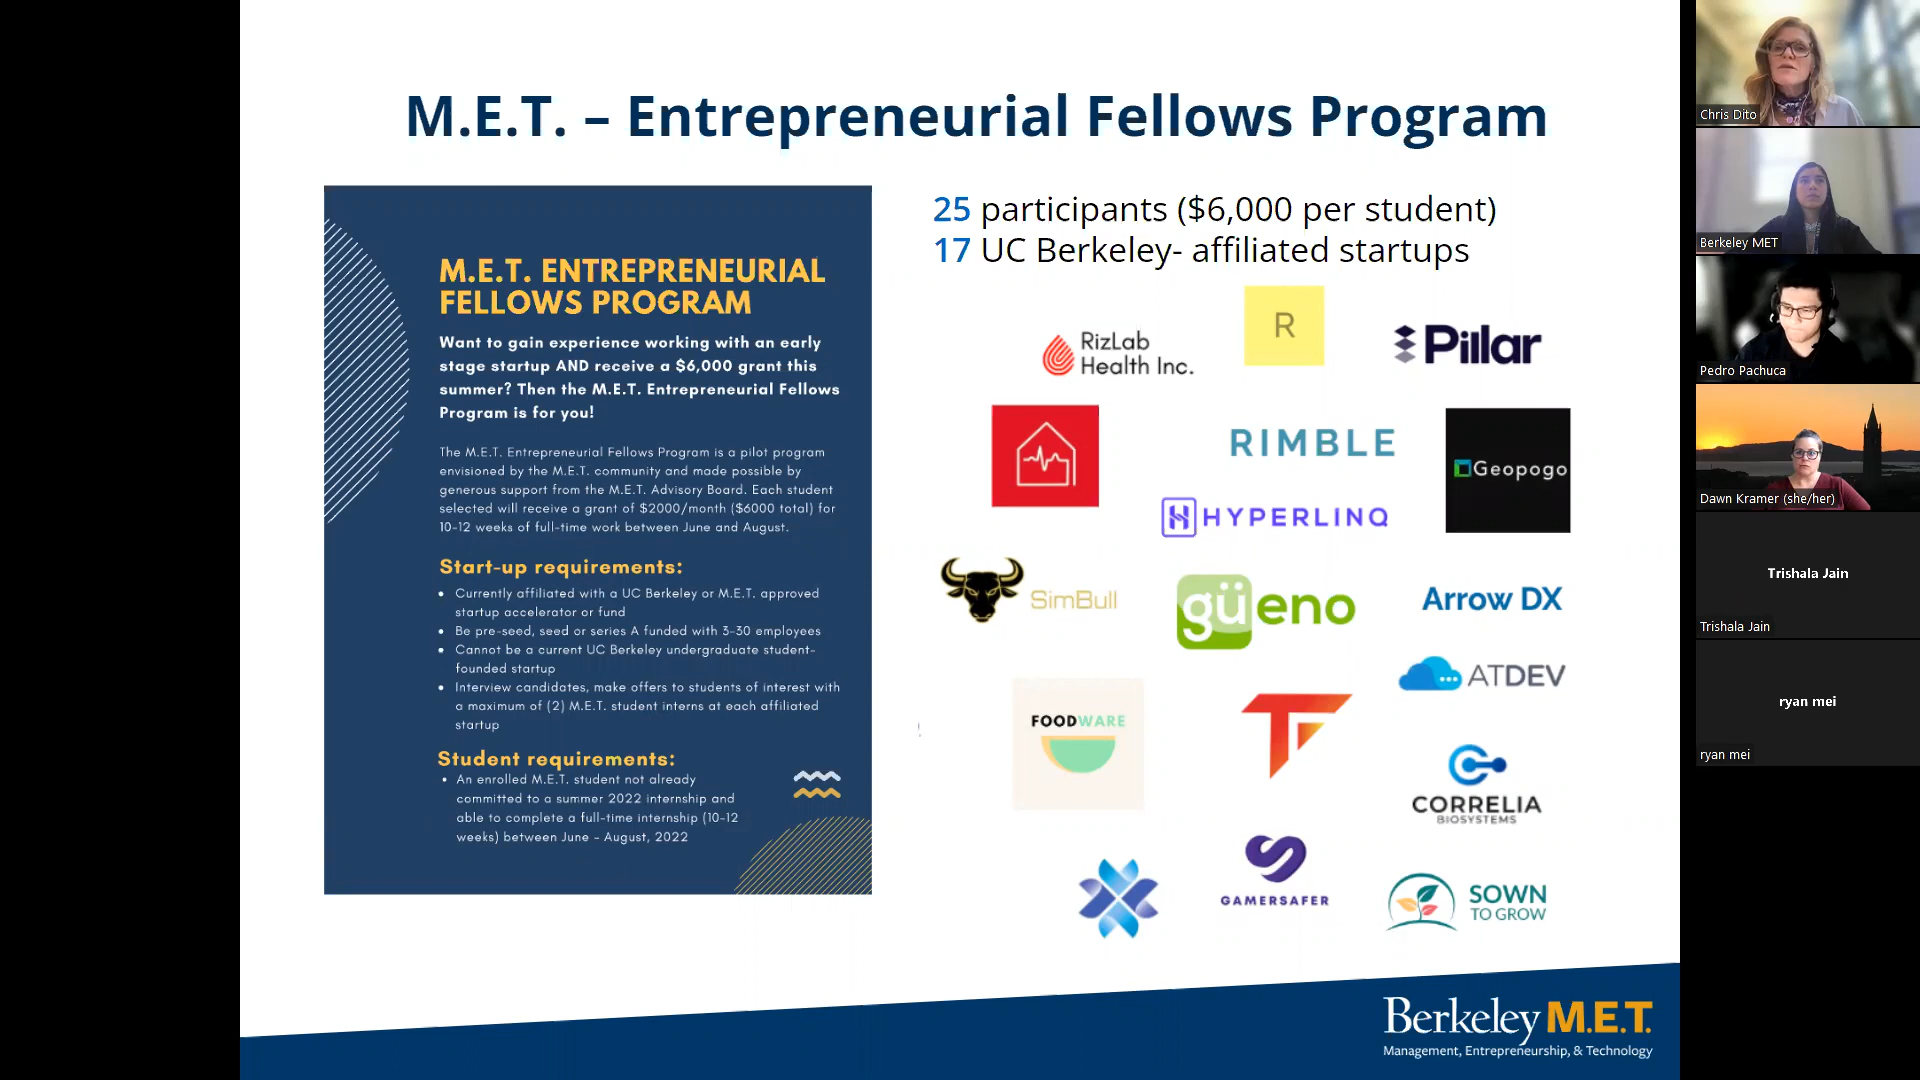 M.E.T. – Entrepreneurial Fellows Program
M.E.T. ENTREPRENEURIAL
FELLOWS PROGRAM
Want to gain experience working with an early
stage startup AND receive a $6,000 grant this
summer? Then the M.E.T. Entrepreneurial Fellows
Program is for you!
The M.E.T. Entrepreneurial Fellows Program is a pilot program
envisioned by the M.E.T. community and made possible by
generous support from the M.E.T. Advisory Board. Each student
selected will receive a grant of $2000/month ($6000 total) for
10-12 weeks of full-time work between June and August.
Start-up requirements:
• Currently affiliated with a UC Berkeley or M.E.T. approved
startup accelerator or fund
• Be pre-seed, seed or series A funded with 3-30 employees
• Cannot be a current UC Berkeley undergraduate student-
founded startup
• Interview candidates, make offers to students of interest with
a maximum of (2) M.E.T. student interns at each affiliated
startup
Student requirements:
• An enrolled M.E.T. student not already
committed to a summer 2022 internship and
able to complete a full-time internship (10-12
weeks) between June - August, 2022
25 participants ($6,000 per student)
17 UC Berkeley- affiliated startups
RizLab
Health Inc.
R
Pillar
RIMBLE
Geopogo
HYPERLINQ
SimBull
güeno
Arrow DX
ATDEV
FOODWARE
CORRELIA
BIOSYSTEMS
GAMERSAFER
SOWN
TO GROW
Berkeley M.E.T.
Management, Entrepreneurship, & Technology
Chris Dito
Berkeley MET
Pedro Pachuca
Dawn Kramer (she/her)
Trishala Jain
Trishala Jain
ryan mei
ryan mei